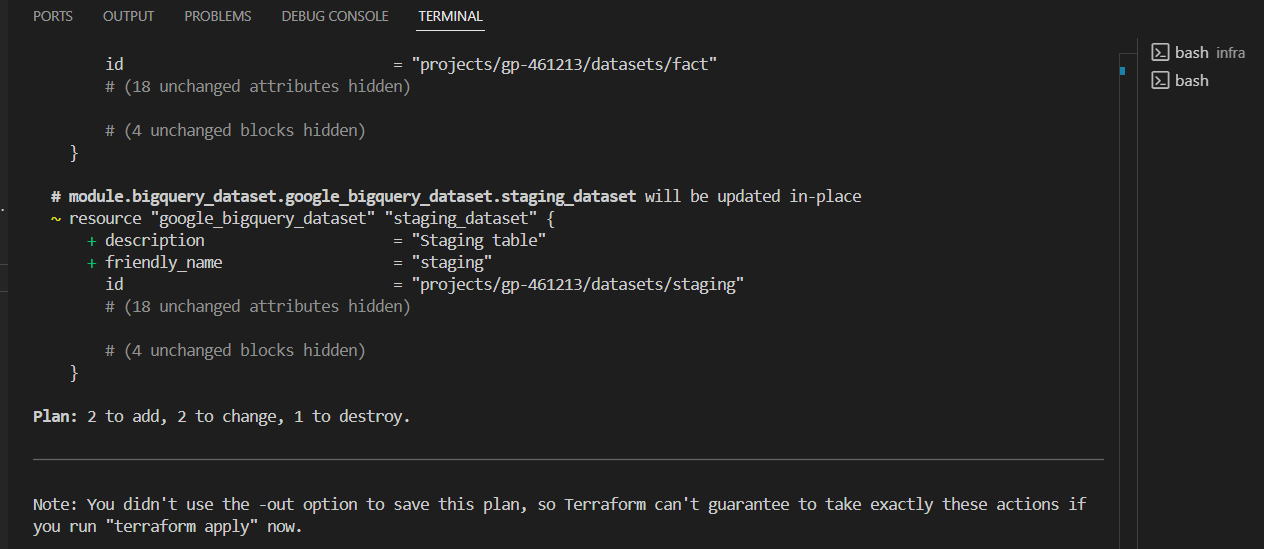 PORTS OUTPUT PROBLEMS DEBUG CONSOLE TERMINAL
bash infra
bash
id = "projects/gp-461213/datasets/fact"
# (18 unchanged attributes hidden)
# (4 unchanged blocks hidden)
}
# module.bigquery_dataset.google_bigquery_dataset.staging_dataset will be updated in-place
~ resource "google_bigquery_dataset" "staging_dataset" {
+ description = "Staging table"
+ friendly_name = "staging"
id = "projects/gp-461213/datasets/staging"
# (18 unchanged attributes hidden)
# (4 unchanged blocks hidden)
}
Plan: 2 to add, 2 to change, 1 to destroy.
Note: You didn't use the -out option to save this plan, so Terraform can't guarantee to take exactly these actions if
you run "terraform apply" now.